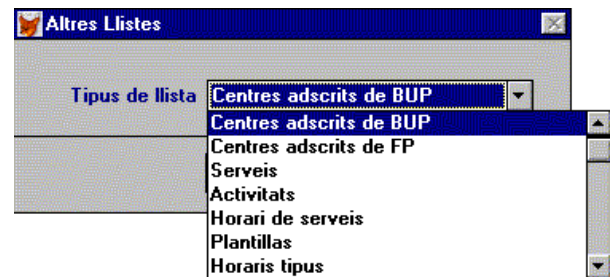 Altres Llistes
Tipus de llista Centres adscrits de BUP
Centres adscrits de BUP
Centres adscrits de FP
Serveis
Activitats
Horari de serveis
Plantillas
Horaris tipus